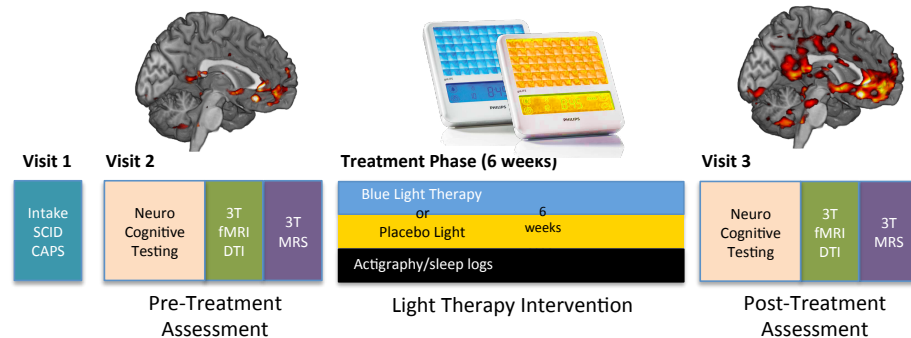 Visit 1
Visit 2
Treatment Phase (6 weeks)
Visit 3
Intake
SCID
CAPS
Neuro
Cognitive
Testing
3T
fMRI
DTI
3T
MRS
Blue Light Therapy
or
Placebo Light
6
weeks
Actigraphy/sleep logs
Neuro
Cognitive
Testing
3T
fMRI
DTI
3T
MRS
Pre-Treatment
Assessment
Light Therapy Intervention
Post-Treatment
Assessment
PHILIPS